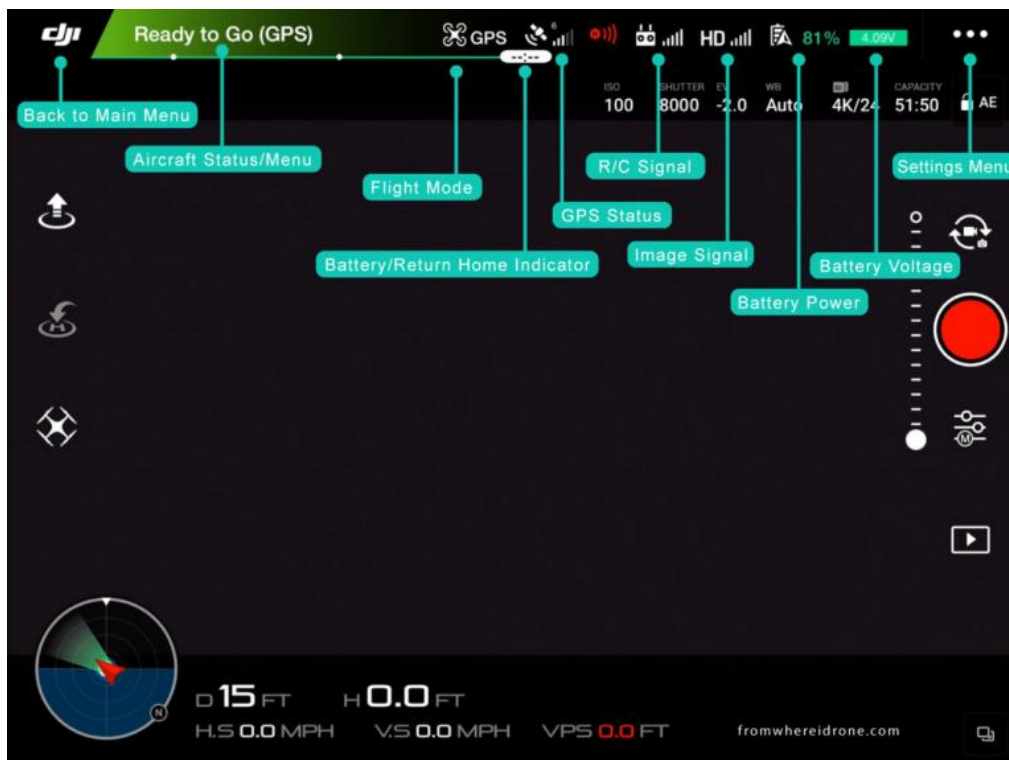 dji
Ready to Go (GPS)
GPS
6
HD
81%
4.09V
ISO
100
SHUTTER
8000
EV
-2.0
WB
Auto
4K/24
CAPACITY
51:50
AE
Back to Main Menu
Aircraft Status/Menu
Flight Mode
R/C Signal
Settings Menu
GPS Status
Battery/Return Home Indicator
Image Signal
Battery Voltage
Battery Power
M
H
N
D 15 FT H 0.0 FT
H.S 0.0 MPH V.S 0.0 MPH VPS 0.0 FT
fromwhereidrone.com